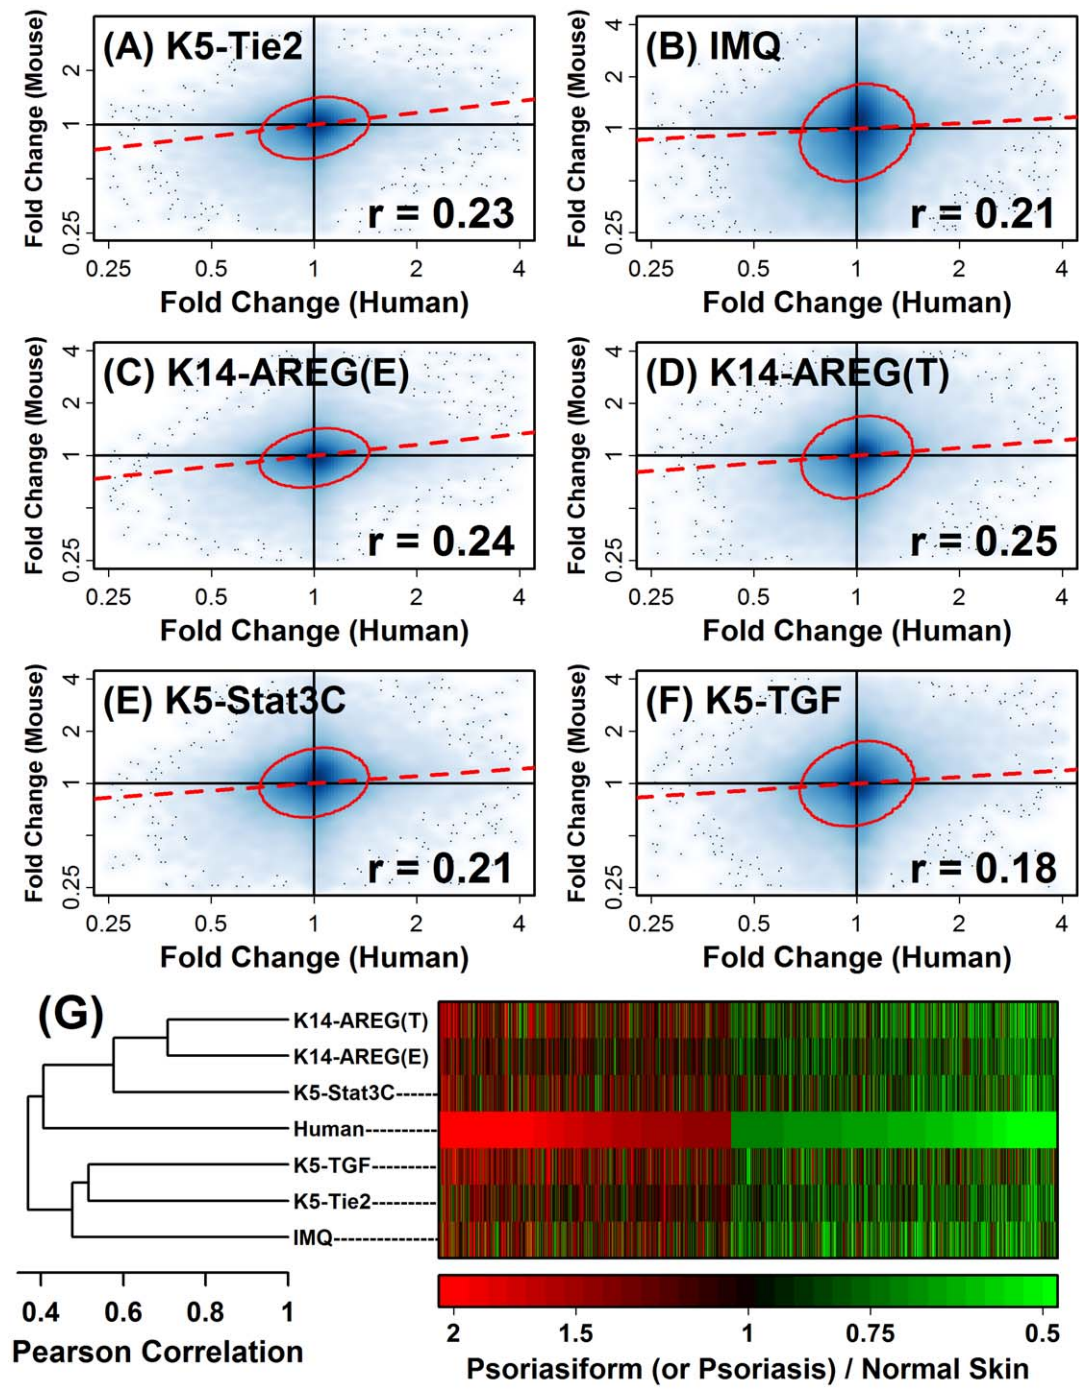 (A) K5-Tie2
Fold Change (Mouse)
2
1
0.25
r = 0.23
0.25 0.5 1 2 4
Fold Change (Human)
(B) IMQ
Fold Change (Mouse)
4
2
1
0.25
r = 0.21
0.25 0.5 1 2 4
Fold Change (Human)
(C) K14-AREG(E)
Fold Change (Mouse)
4
2
1
0.25
r = 0.24
0.25 0.5 1 2 4
Fold Change (Human)
(D) K14-AREG(T)
Fold Change (Mouse)
4
2
1
0.25
r = 0.25
0.25 0.5 1 2 4
Fold Change (Human)
(E) K5-Stat3C
Fold Change (Mouse)
4
2
1
0.25
r = 0.21
0.25 0.5 1 2 4
Fold Change (Human)
(F) K5-TGF
Fold Change (Mouse)
4
2
1
0.25
r = 0.18
0.25 0.5 1 2 4
Fold Change (Human)
(G)
K14-AREG(T)
K14-AREG(E)
K5-Stat3C
Human
K5-TGF
K5-Tie2
IMQ
0.4 0.6 0.8 1
Pearson Correlation
2 1.5 1 0.75 0.5
Psoriasiform (or Psoriasis) / Normal Skin